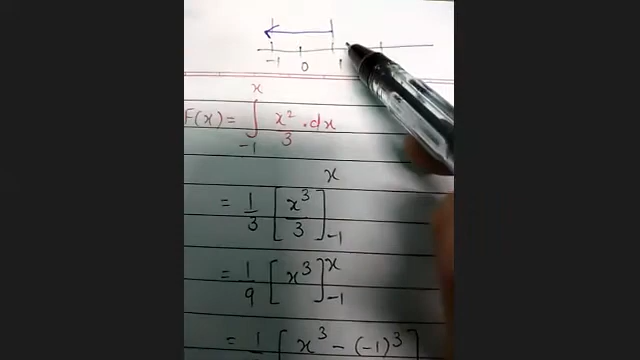 -1 0 1
F(x) = ∫_{-1}^{x} x²/3 . dx
= 1/3 [x³/3]_{-1}^{x}
= 1/9 [x³]_{-1}^{x}
= 1/ [x³ - (-1)³]